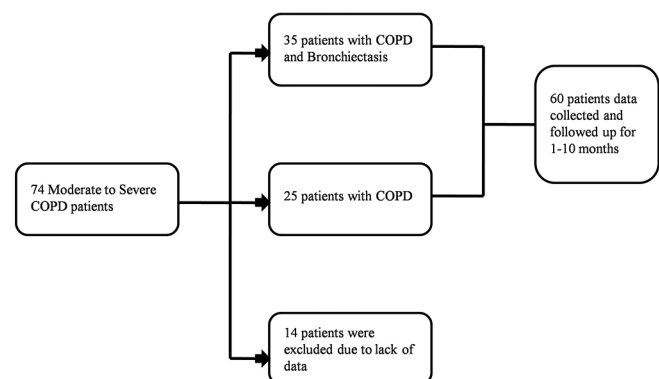 35 patients with COPD
and Bronchiectasis
60 patients data
collected and
followed up for
1-10 months
74 Moderate to Severe
COPD patients
25 patients with COPD
14 patients were
excluded due to lack of
data